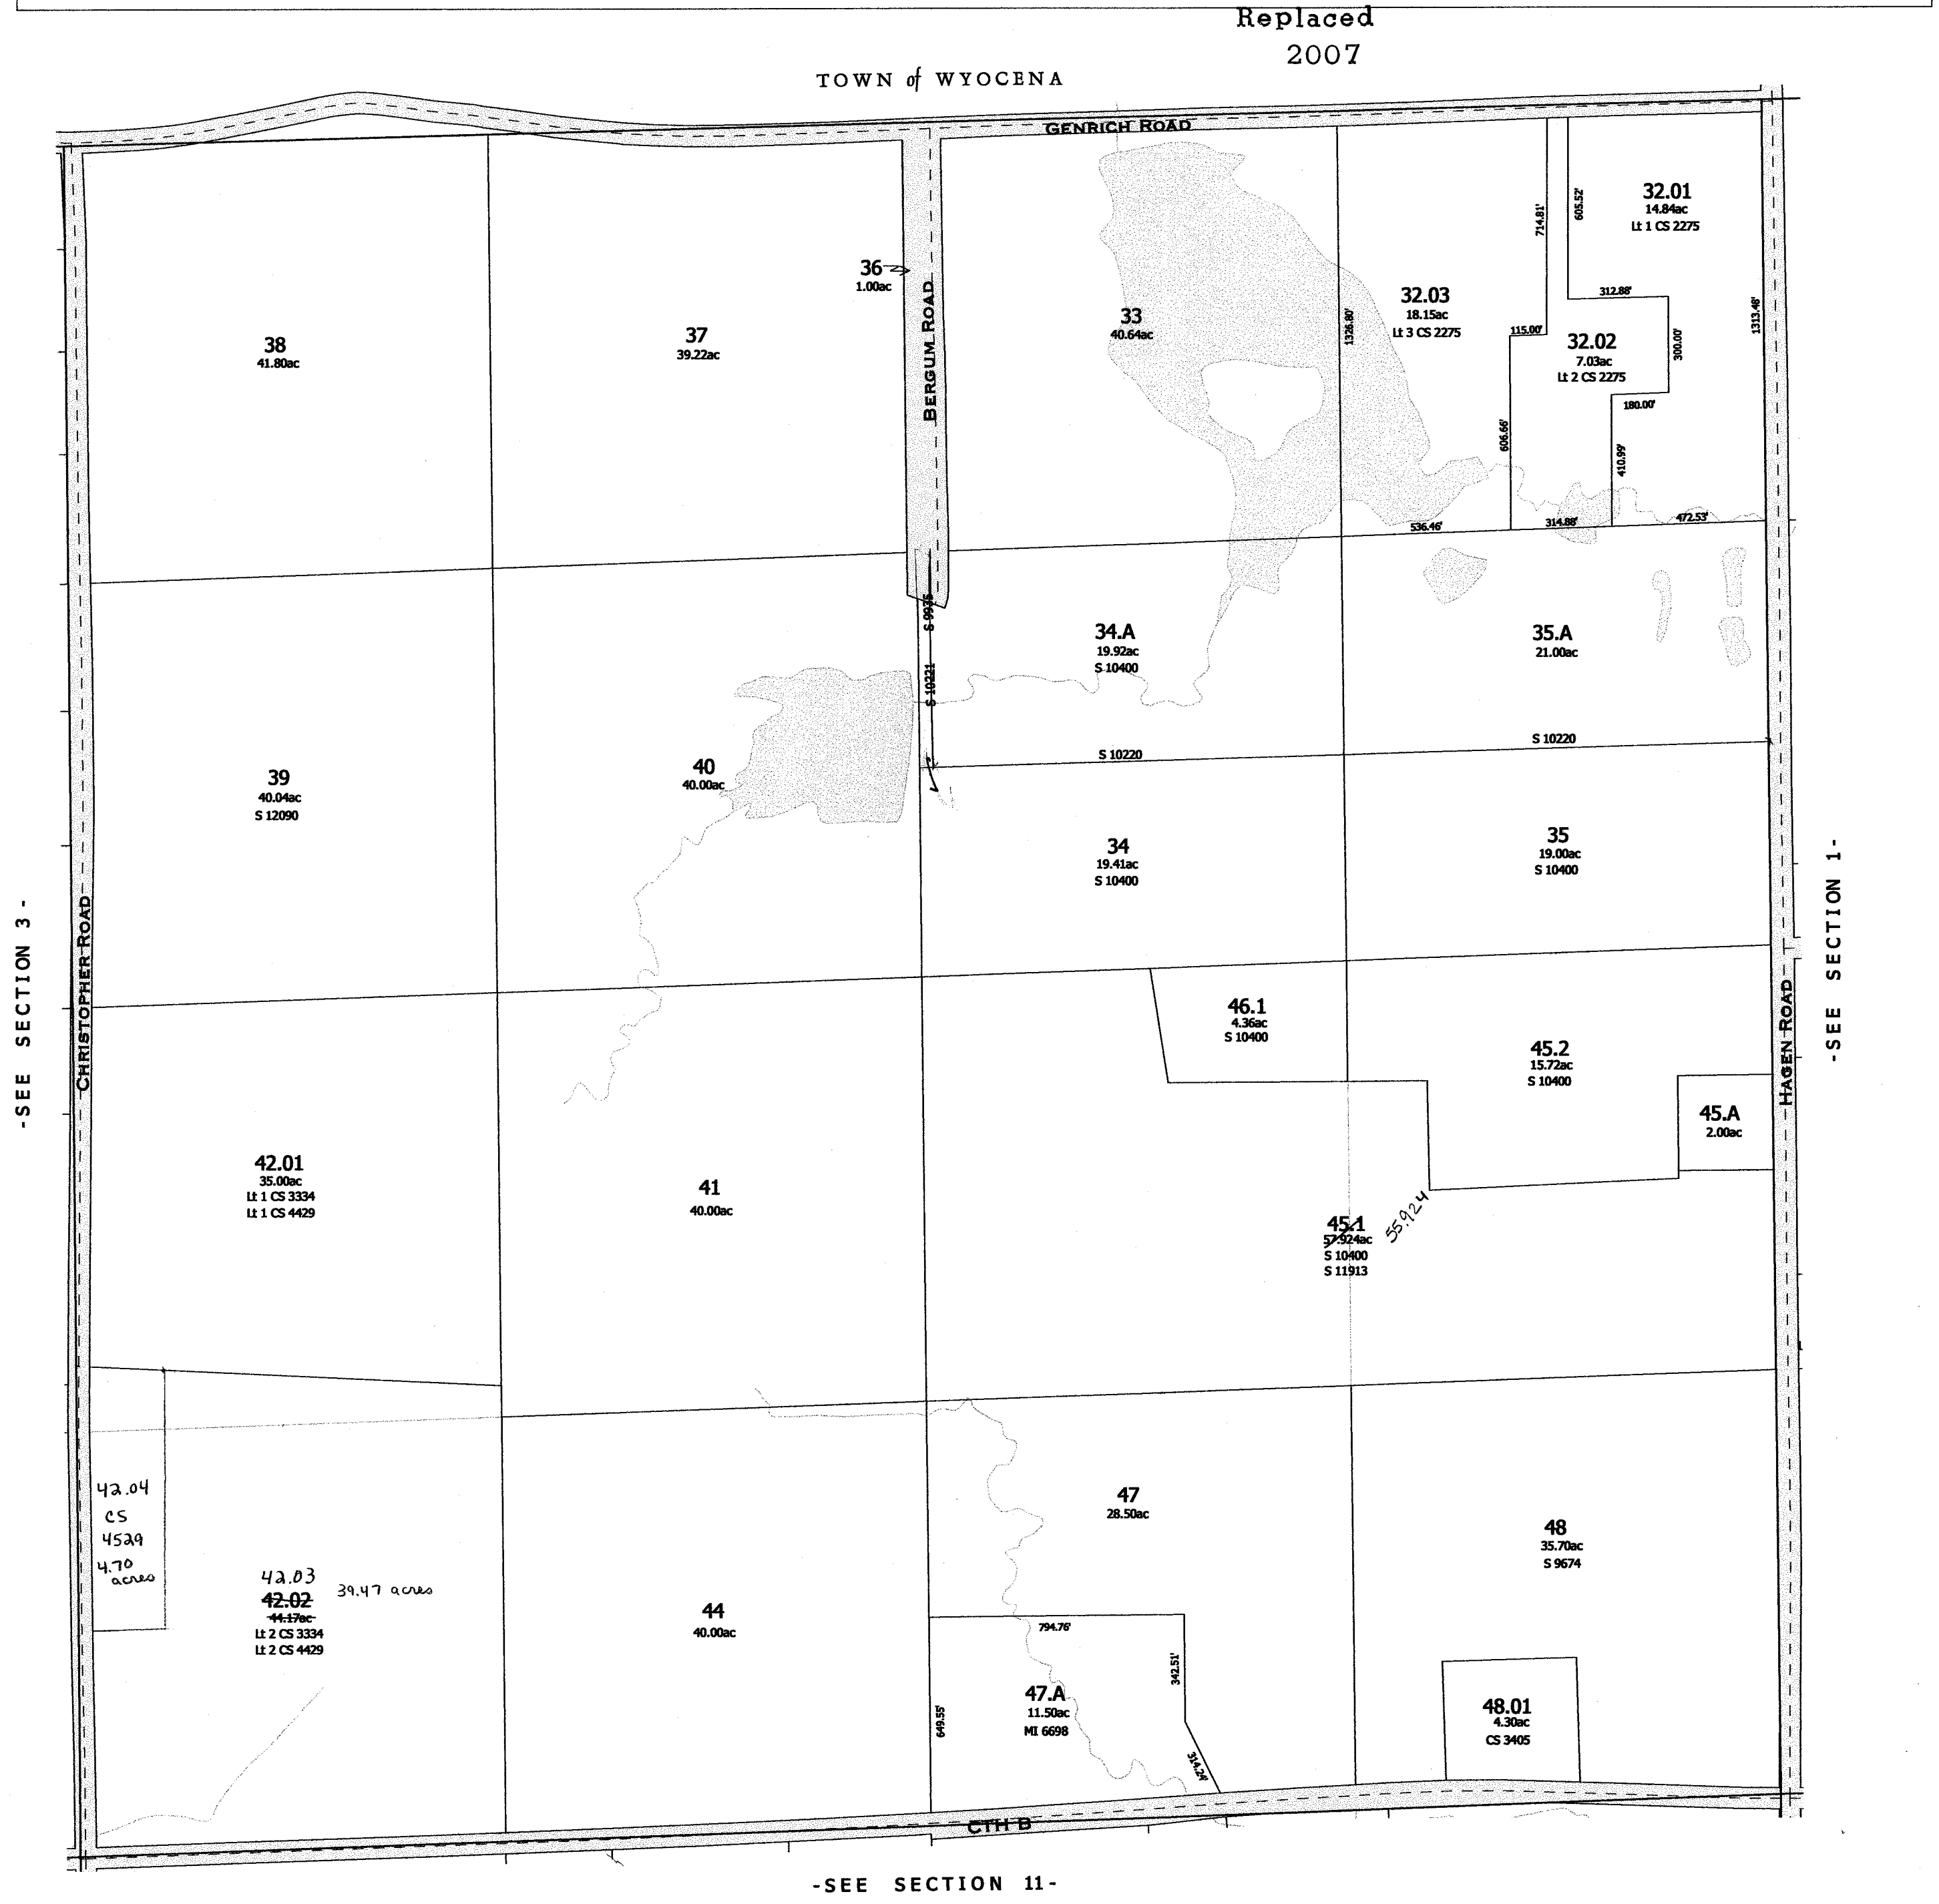 Replaced
2007
TOWN of WYOCENA
GENRICH ROAD
32.01
14.84ac
Lt 1 CS 2275
714.81'
605.52'
312.88'
1313.48'
300.00'
36
1.00ac
BERGUM ROAD
38
41.80ac
37
39.22ac
33
40.64ac
1326.80'
32.03
18.15ac
Lt 3 CS 2275
115.00'
32.02
7.03ac
Lt 2 CS 2275
180.00'
606.66'
410.99'
536.46'
314.88'
472.53'
S 9935
S 10221
34.A
19.92ac
S 10400
35.A
21.00ac
S 10220
S 10220
39
40.04ac
S 12090
40
40.00ac
34
19.41ac
S 10400
35
19.00ac
S 10400
-SEE SECTION 3 -
CHRISTOPHER ROAD
-SEE SECTION 1-
HAGEN ROAD
46.1
4.36ac
S 10400
45.2
15.72ac
S 10400
45.A
2.00ac
42.01
35.00ac
Lt 1 CS 3334
Lt 1 CS 4429
41
40.00ac
45.1
57.924ac
S 10400
S 11913
55.924
42.04
CS
4529
4.70
acres
42.03
39.47 acres
42.02
44.17ac
Lt 2 CS 3334
Lt 2 CS 4429
44
40.00ac
47
28.50ac
48
35.70ac
S 9674
794.76'
342.51'
649.55'
314.24'
47.A
11.50ac
MI 6698
48.01
4.30ac
CS 3405
CTH B
-SEE SECTION 11-